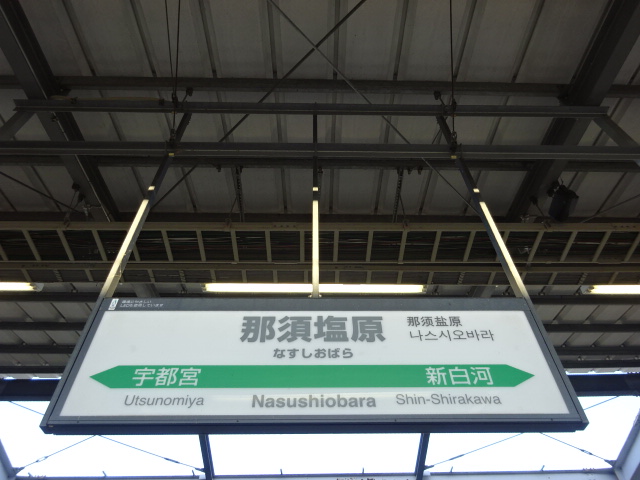 那須塩原
なすしおばら
那须盐原
나스시오바라
宇都宮
新白河
Utsunomiya
Nasushiobara
Shin-Shirakawa